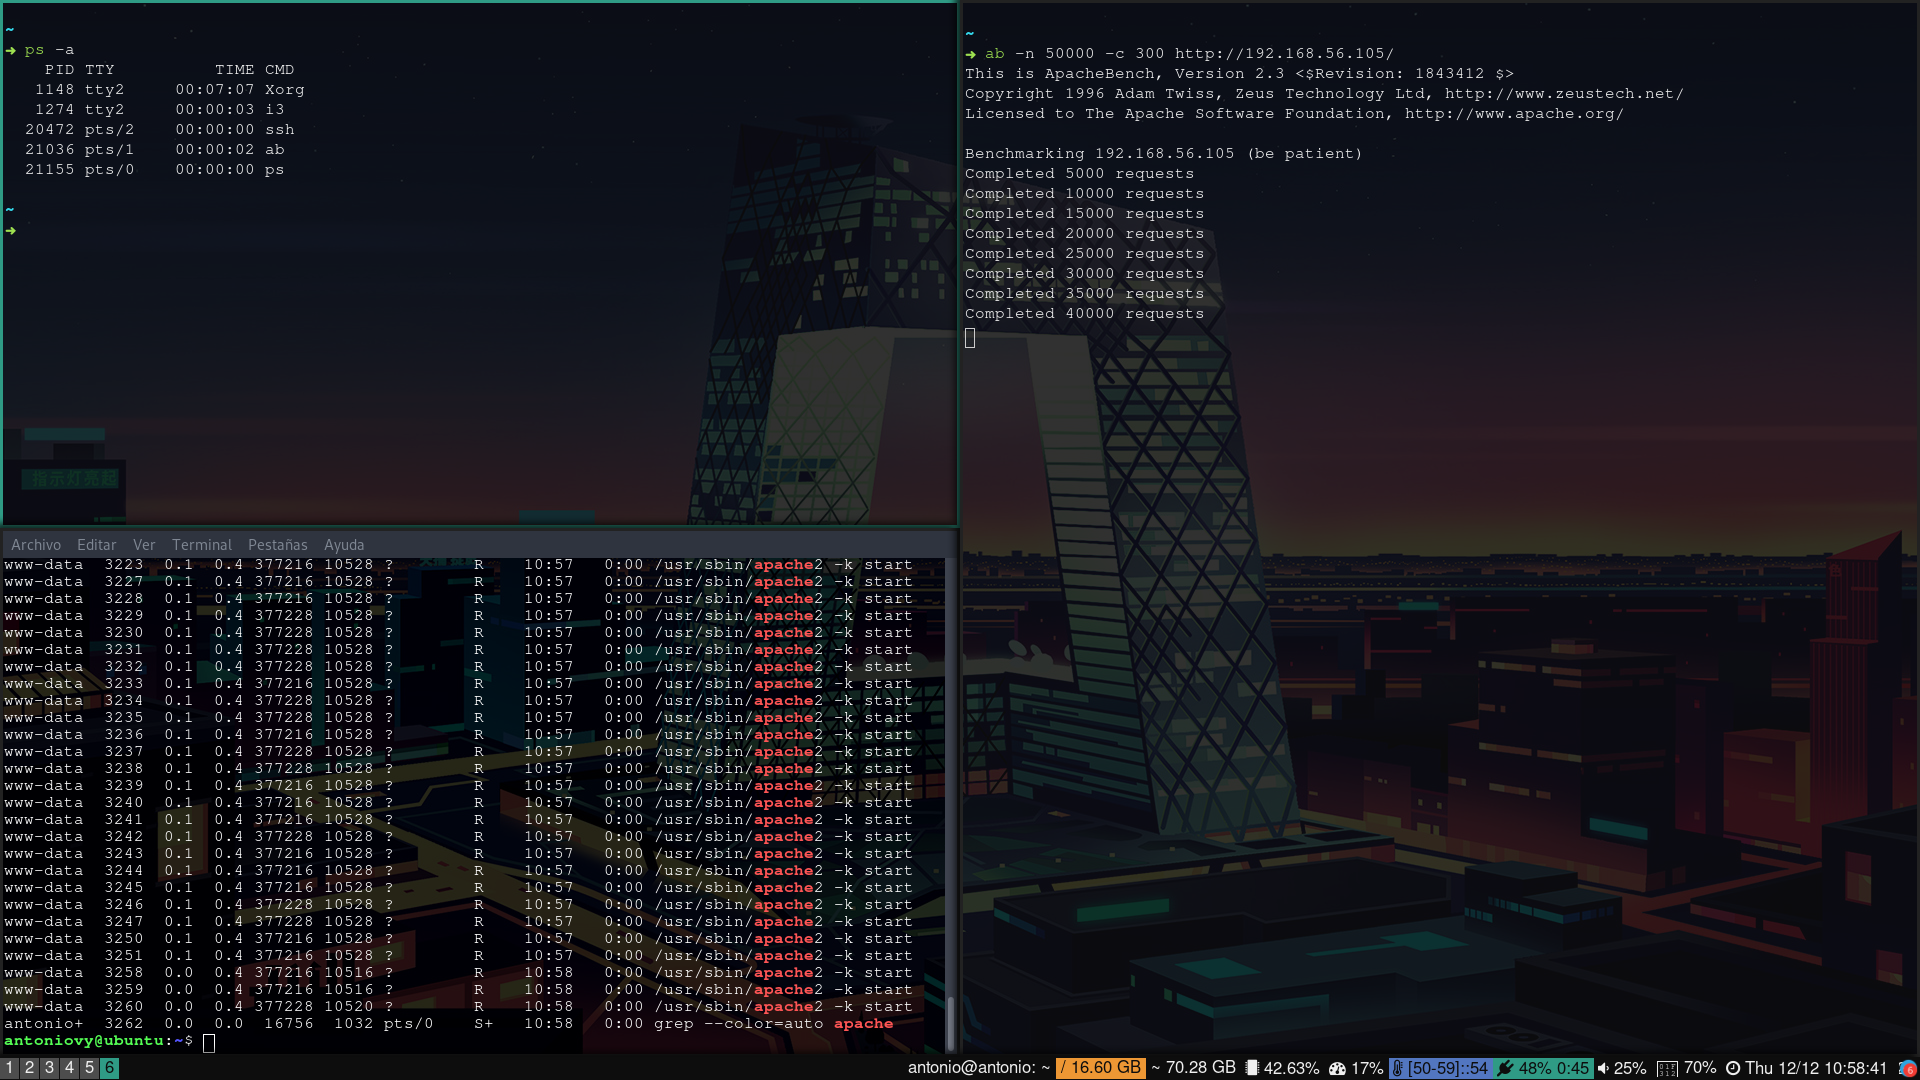 ~
➜ ps -a
PID TTY TIME CMD
1148 tty2 00:07:07 Xorg
1274 tty2 00:00:03 i3
20472 pts/2 00:00:00 ssh
21036 pts/1 00:00:02 ab
21155 pts/0 00:00:00 ps
~
➜
~
➜ ab -n 50000 -c 300 http://192.168.56.105/
This is ApacheBench, Version 2.3 <$Revision: 1843412 $>
Copyright 1996 Adam Twiss, Zeus Technology Ltd, http://www.zeustech.net/
Licensed to The Apache Software Foundation, http://www.apache.org/
Benchmarking 192.168.56.105 (be patient)
Completed 5000 requests
Completed 10000 requests
Completed 15000 requests
Completed 20000 requests
Completed 25000 requests
Completed 30000 requests
Completed 35000 requests
Completed 40000 requests
指示灯亮起
Archivo Editar Ver Terminal Pestañas Ayuda
www-data 3223 0.1 0.4 377216 10528 ? R 10:57 0:00 /usr/sbin/apache2 -k start
www-data 3227 0.1 0.4 377216 10528 ? R 10:57 0:00 /usr/sbin/apache2 -k start
www-data 3228 0.1 0.4 377216 10528 ? R 10:57 0:00 /usr/sbin/apache2 -k start
www-data 3229 0.1 0.4 377228 10528 ? R 10:57 0:00 /usr/sbin/apache2 -k start
www-data 3230 0.1 0.4 377228 10528 ? R 10:57 0:00 /usr/sbin/apache2 -k start
www-data 3231 0.1 0.4 377228 10528 ? R 10:57 0:00 /usr/sbin/apache2 -k start
www-data 3232 0.1 0.4 377228 10528 ? R 10:57 0:00 /usr/sbin/apache2 -k start
www-data 3233 0.1 0.4 377216 10528 ? R 10:57 0:00 /usr/sbin/apache2 -k start
www-data 3234 0.1 0.4 377228 10528 ? R 10:57 0:00 /usr/sbin/apache2 -k start
www-data 3235 0.1 0.4 377228 10528 ? R 10:57 0:00 /usr/sbin/apache2 -k start
www-data 3236 0.1 0.4 377216 10528 ? R 10:57 0:00 /usr/sbin/apache2 -k start
www-data 3237 0.1 0.4 377228 10528 ? R 10:57 0:00 /usr/sbin/apache2 -k start
www-data 3238 0.1 0.4 377228 10528 ? R 10:57 0:00 /usr/sbin/apache2 -k start
www-data 3239 0.1 0.4 377216 10528 ? R 10:57 0:00 /usr/sbin/apache2 -k start
www-data 3240 0.1 0.4 377216 10528 ? R 10:57 0:00 /usr/sbin/apache2 -k start
www-data 3241 0.1 0.4 377228 10528 ? R 10:57 0:00 /usr/sbin/apache2 -k start
www-data 3242 0.1 0.4 377228 10528 ? R 10:57 0:00 /usr/sbin/apache2 -k start
www-data 3243 0.1 0.4 377216 10528 ? R 10:57 0:00 /usr/sbin/apache2 -k start
www-data 3244 0.1 0.4 377216 10528 ? R 10:57 0:00 /usr/sbin/apache2 -k start
www-data 3245 0.1 0.4 377216 10528 ? R 10:57 0:00 /usr/sbin/apache2 -k start
www-data 3246 0.1 0.4 377228 10528 ? R 10:57 0:00 /usr/sbin/apache2 -k start
www-data 3247 0.1 0.4 377228 10528 ? R 10:57 0:00 /usr/sbin/apache2 -k start
www-data 3250 0.1 0.4 377216 10528 ? R 10:57 0:00 /usr/sbin/apache2 -k start
www-data 3251 0.1 0.4 377216 10528 ? R 10:57 0:00 /usr/sbin/apache2 -k start
www-data 3258 0.0 0.4 377216 10516 ? R 10:58 0:00 /usr/sbin/apache2 -k start
www-data 3259 0.0 0.4 377216 10516 ? R 10:58 0:00 /usr/sbin/apache2 -k start
www-data 3260 0.0 0.4 377228 10520 ? R 10:58 0:00 /usr/sbin/apache2 -k start
antonio+ 3262 0.0 0.0 16756 1032 pts/0 S+ 10:58 0:00 grep --color=auto apache
antoniovy@ubuntu:~$
1 2 3 4 5 6 antonio@antonio: ~ / 16.60 GB ~ 70.28 GB 42.63% 17% [50-59]::54 48% 0:45 25% 70% Thu 12/12 10:58:41 6